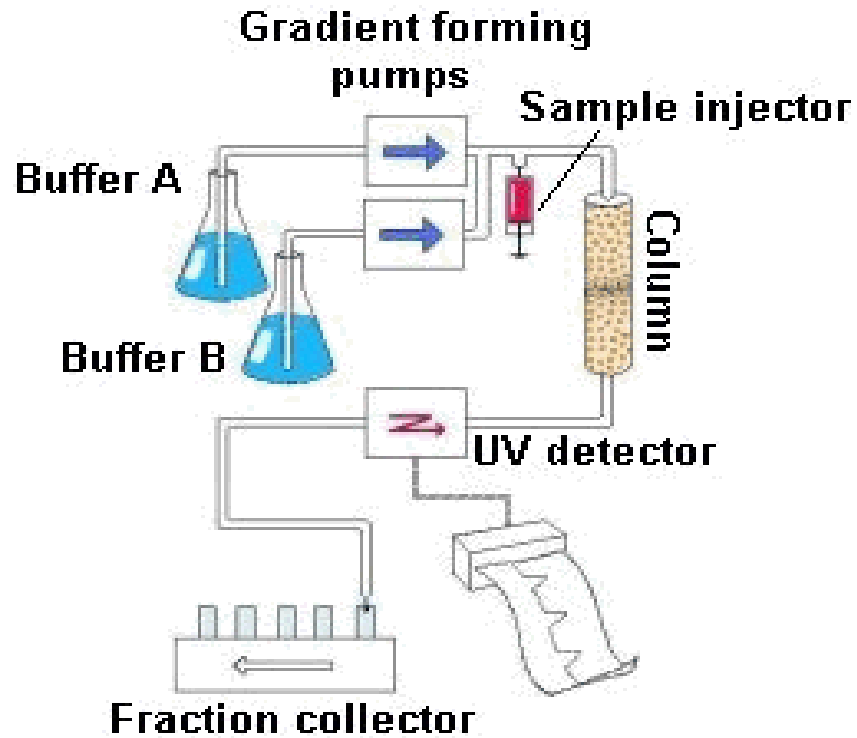 Gradient forming
pumps
Sample injector
Buffer A
Column
Buffer B
UV detector
Fraction collector